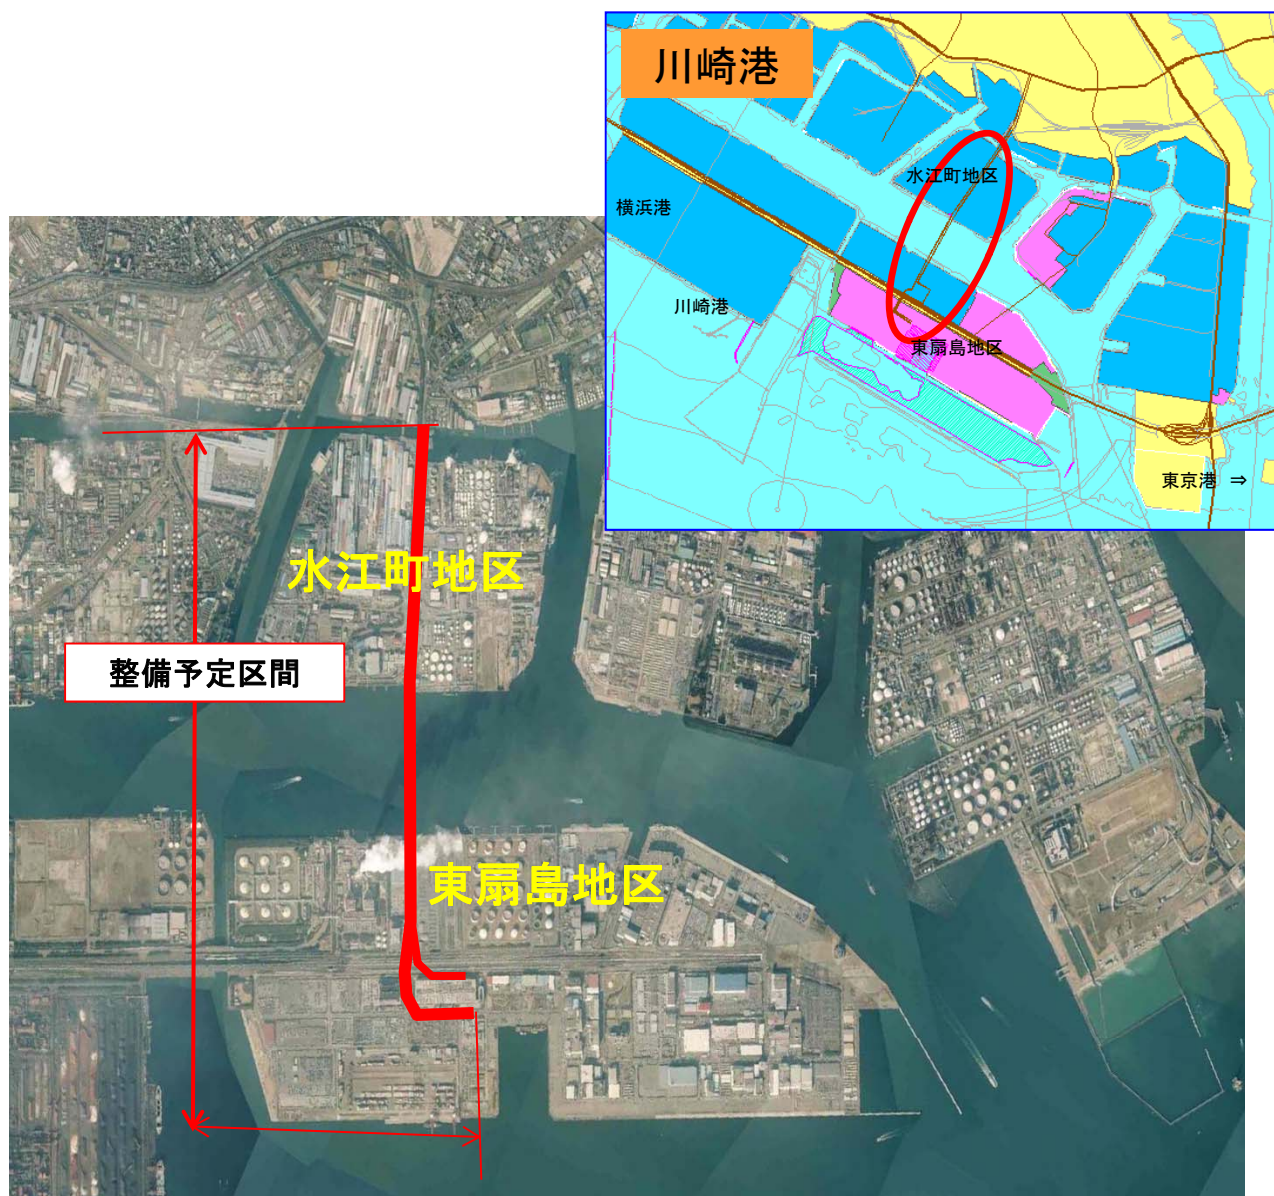 川崎港
水江町地区
横浜港
川崎港
東扇島地区
東京港 ⇒
水江町地区
整備予定区間
東扇島地区